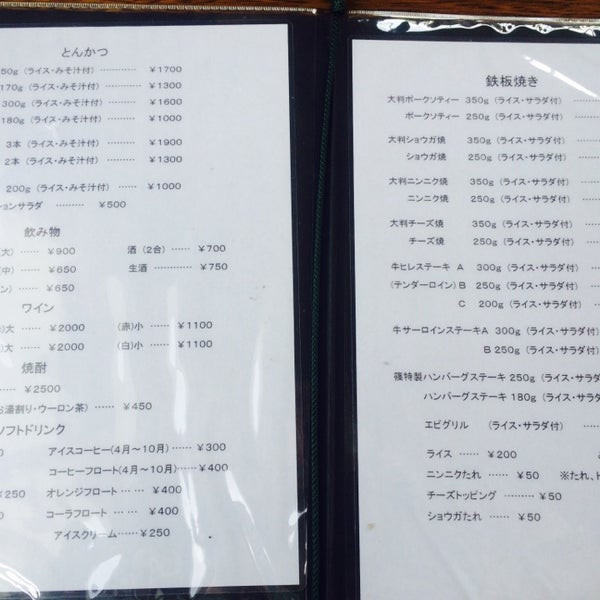 とんかつ
50g（ライス・みそ汁付）………… ￥1700
170g（ライス・みそ汁付）……… ￥1300
300g（ライス・みそ汁付）……… ￥1600
180g（ライス・みそ汁付）……… ￥1000
3本（ライス・みそ汁付）……… ￥1900
2本（ライス・みそ汁付）……… ￥1300
200g（ライス・みそ汁付）…… ￥1000
ョンサラダ ……… ￥500
飲み物
（大）…… ￥900 酒（2合）…… ￥700
（中）…… ￥650 生酒 ………… ￥750
ン）…… ￥650
ワイン
）大 …… ￥2000 （赤）小 …… ￥1100
）大 …… ￥2000 （白）小 …… ￥1100
焼酎
…… ￥2500
お湯割り・ウーロン茶）…… ￥450
ソフトドリンク
0 アイスコーヒー（4月～10月）…… ￥300
コーヒーフロート（4月～10月）…… ￥400
￥250 オレンジフロート …… ￥400
0 コーラフロート …… ￥400
アイスクリーム…… ￥250
鉄板焼き
大判ポークソティー 350g（ライス・サラダ付）
ポークソティー 250g（ライス・サラダ付）
大判ショウガ焼 350g（ライス・サラダ付）
ショウガ焼 250g（ライス・サラダ付）
大判ニンニク焼 350g（ライス・サラダ付）
ニンニク焼 250g（ライス・サラダ付）
大判チーズ焼 350g（ライス・サラダ付）
チーズ焼 250g（ライス・サラダ付）
牛ヒレステーキ A 300g（ライス・サラダ付）
（テンダーロイン）B 250g（ライス・サラダ付）
C 200g（ライス・サラダ付）
牛サーロインステーキA 300g（ライス・サラダ付）
B 250g（ライス・サラダ付）
篠特製ハンバーグステーキ 250g（ライス・サラダ
ハンバーグステーキ 180g（ライス・サラダ付
エビグリル （ライス・サラダ付）
ライス …… ￥200
ニンニクたれ …… ￥50 ※たれ、ト
チーズトッピング ……… ￥50
ショウガたれ …… ￥50